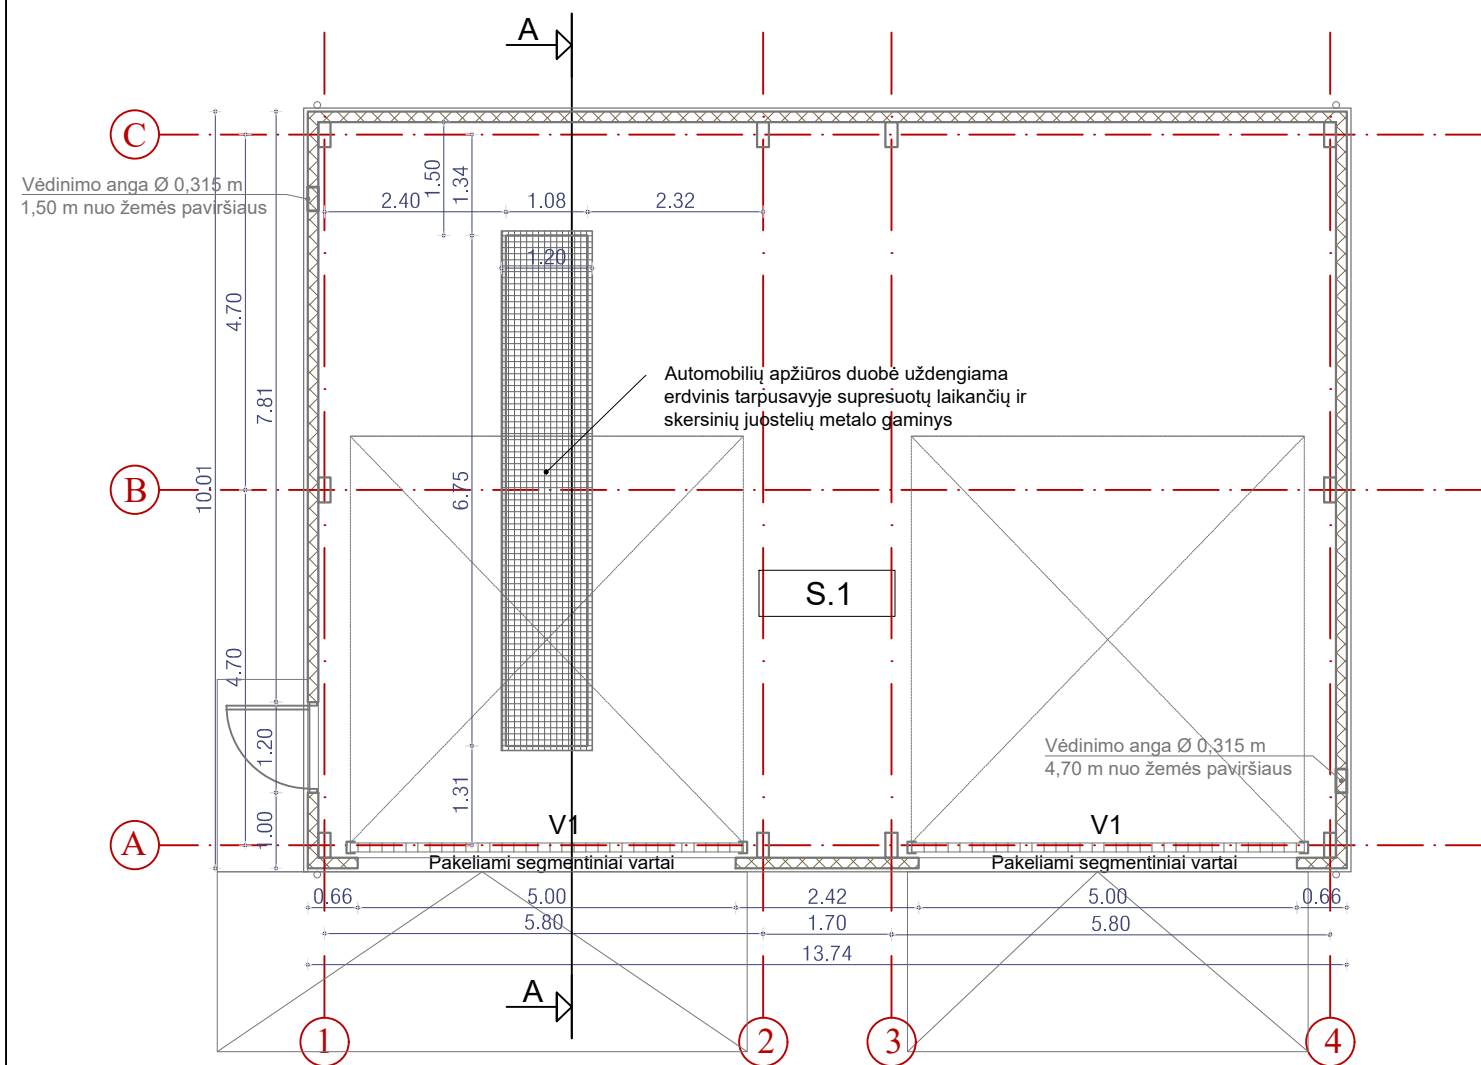 A
C
Vėdinimo anga Ø 0,315 m
1,50 m nuo žemės paviršiaus
1.50
1.34
2.40
1.08
2.32
1.20
4.70
7.81
10.01
Automobilių apžiūros duobė uždengiama
erdvinis tarpusavyje supresuotų laikančių ir
skersinių juostelių metalo gaminys
B
6.75
S.1
4.70
1.20
1.31
1.00
Vėdinimo anga Ø 0,315 m
4,70 m nuo žemės paviršiaus
A
V1
V1
Pakeliami segmentiniai vartai
Pakeliami segmentiniai vartai
0.66
5.00
2.42
5.00
0.66
5.80
1.70
5.80
13.74
A
1
2
3
4